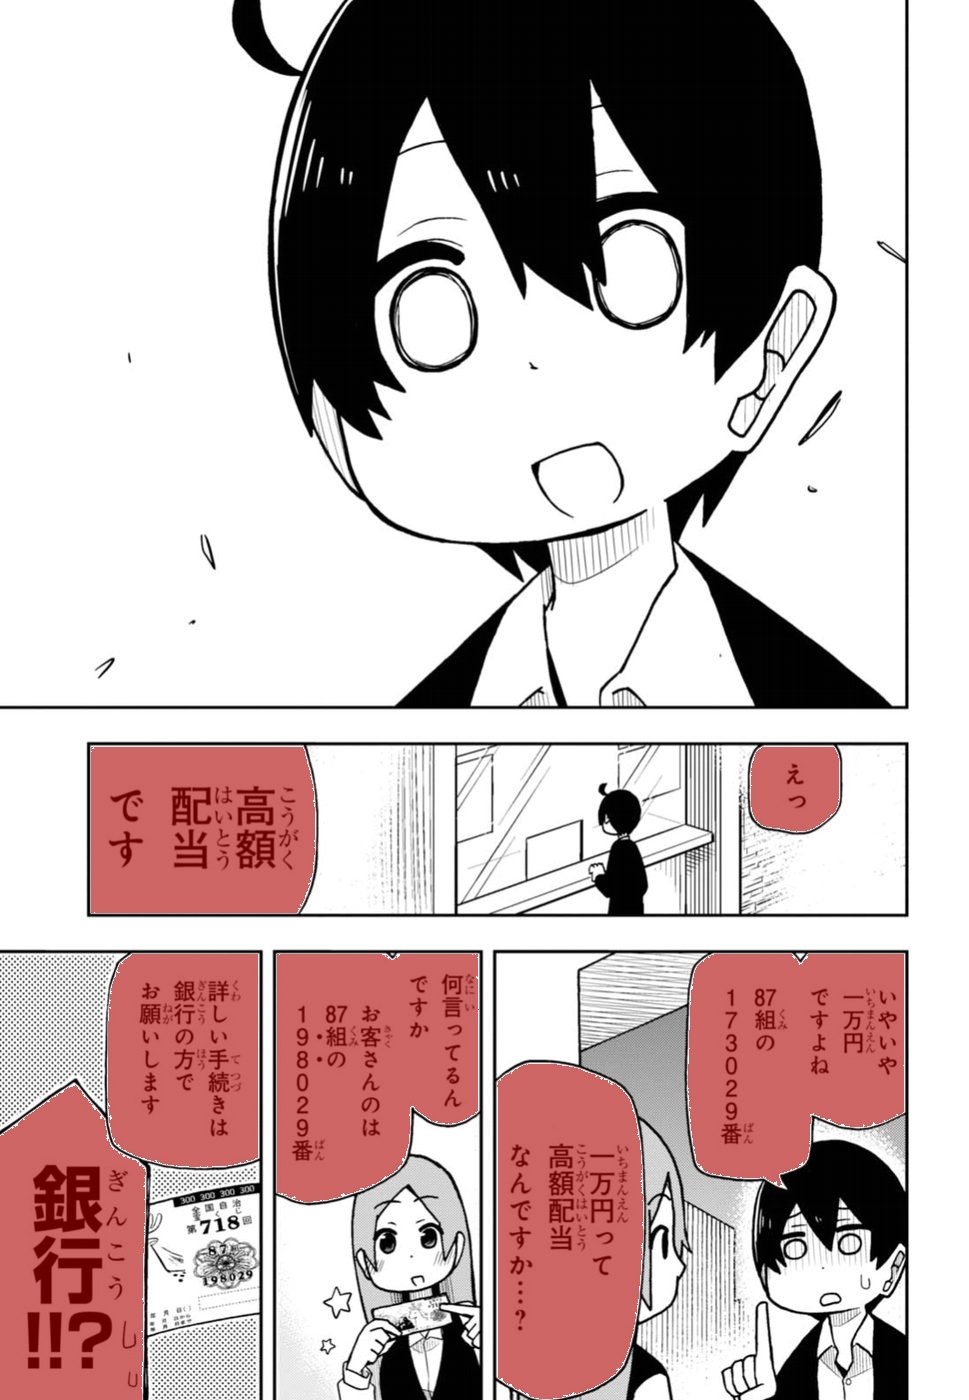 えっ
高額
配当
です
いやいや
一万円
ですよね
87組の
173029番
一万円って
高額配当
なんですか…?
何言ってるん
ですか
お客さんのは
87組の
198029番
詳しい手続きは
銀行の方で
お願いします
300 300 300 300
全国自治
第718回
87
198029
銀行!!?